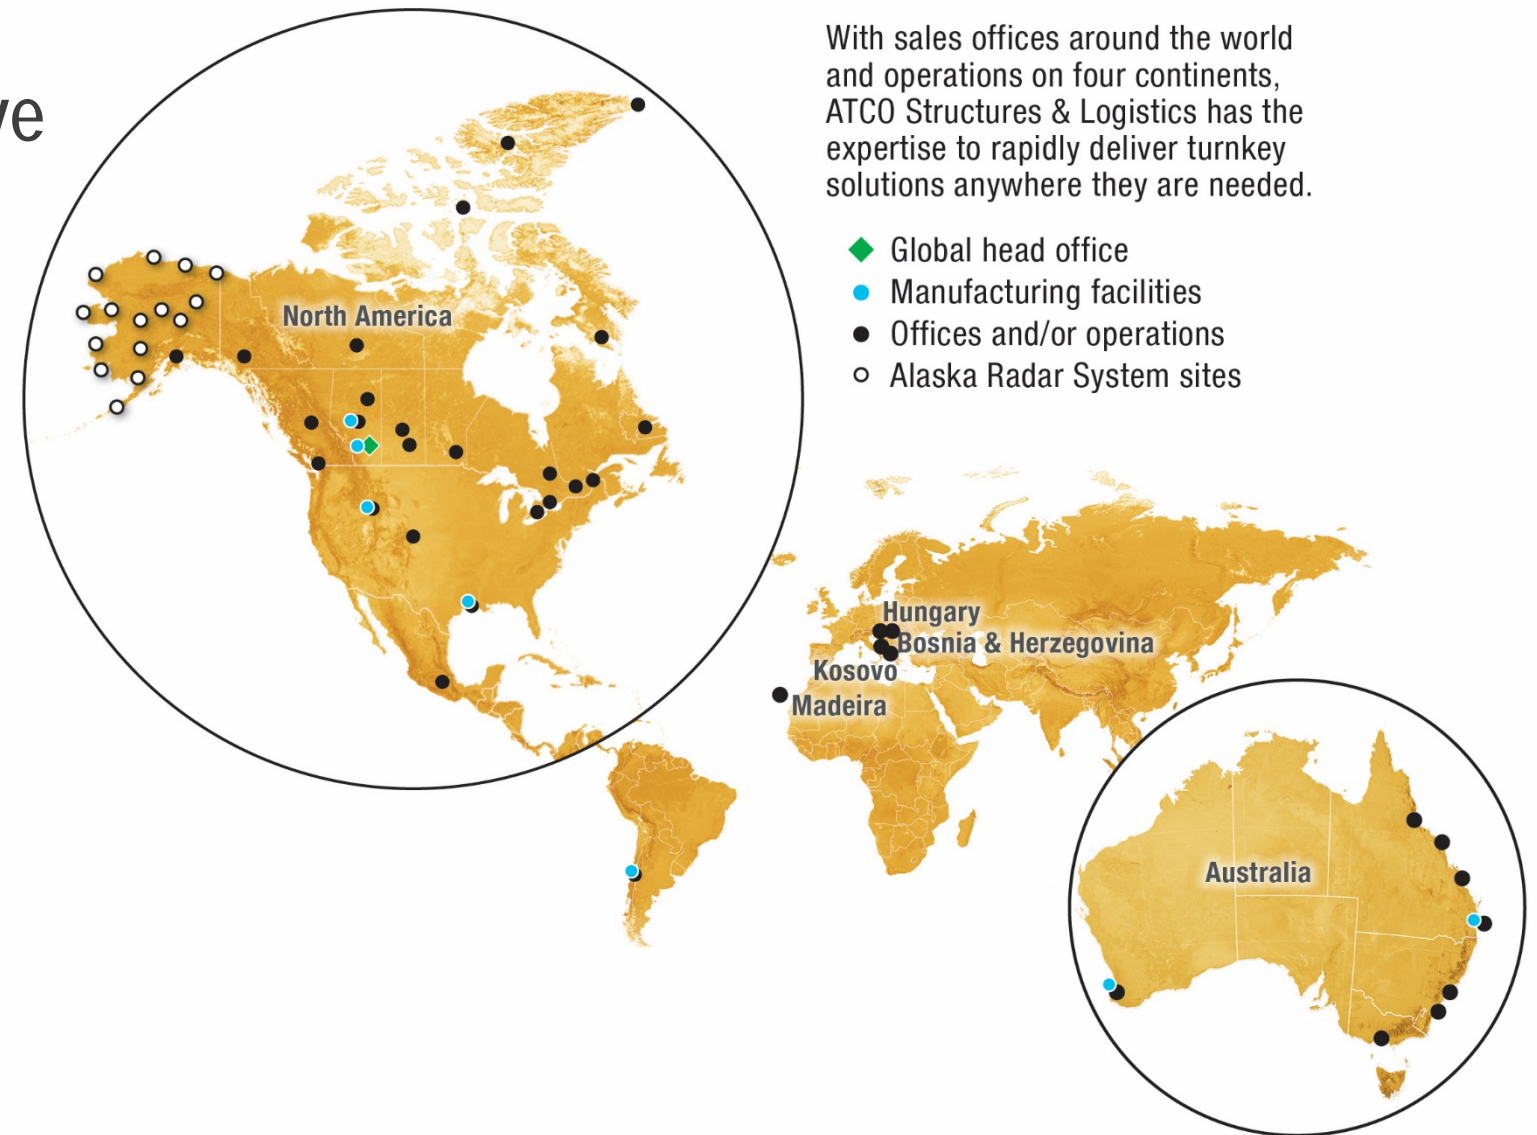 With sales offices around the world
and operations on four continents,
ATCO Structures & Logistics has the
expertise to rapidly deliver turnkey
solutions anywhere they are needed.
Global head office
Manufacturing facilities
Offices and/or operations
Alaska Radar System sites
North America
Hungary
Bosnia & Herzegovina
Kosovo
Madeira
Australia